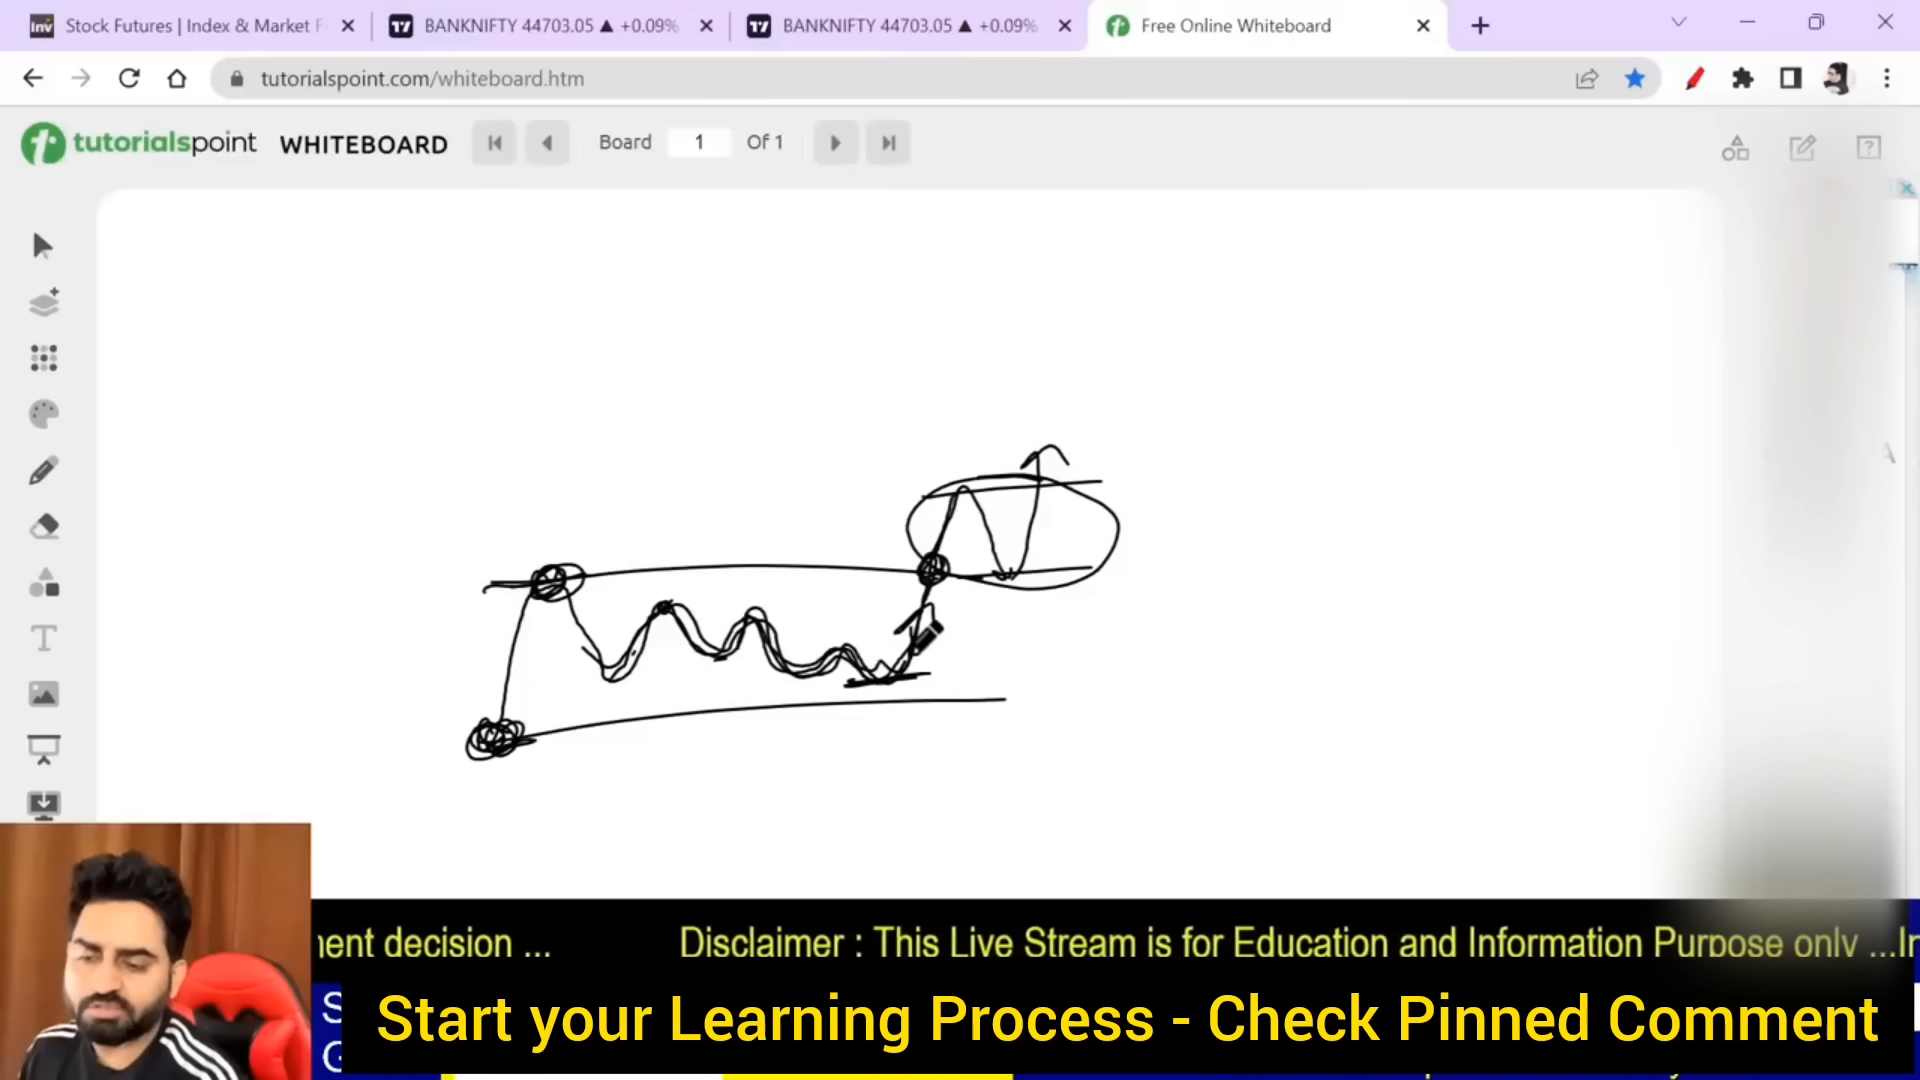 Inv Stock Futures | Index & Market F
BANKNIFTY 44703.05 ▲ +0.09%
BANKNIFTY 44703.05 ▲ +0.09%
Free Online Whiteboard
tutorialspoint.com/whiteboard.htm
tutorialspoint WHITEBOARD Board 1 Of 1
nent decision ... Disclaimer : This Live Stream is for Education and Information Purpose only ...In
S
Start your Learning Process - Check Pinned Comment
G